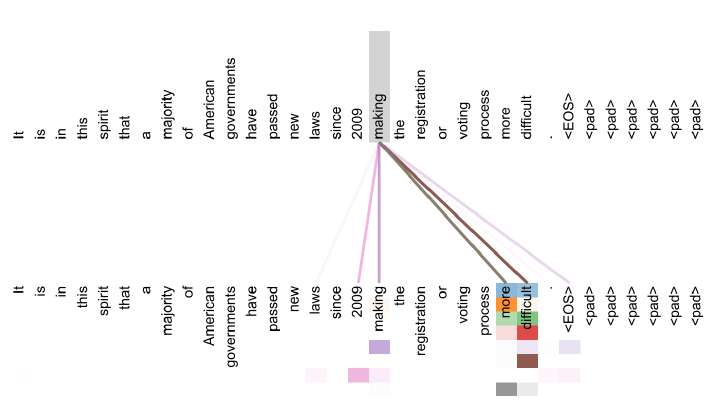 It is in this spirit that a majority of American governments have passed new laws since 2009 making the registration or voting process more difficult . <EOS> <pad> <pad> <pad> <pad> <pad> <pad>
It is in this spirit that a majority of American governments have passed new laws since 2009 making the registration or voting process more difficult . <EOS> <pad> <pad> <pad> <pad> <pad> <pad>